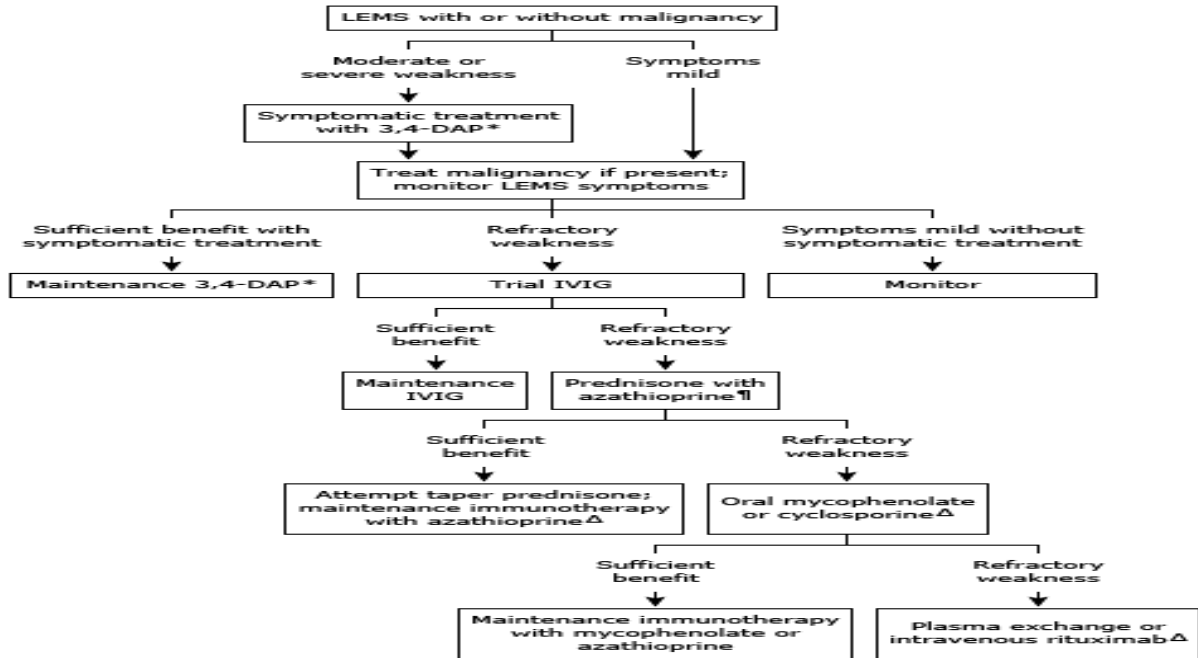 LEMS with or without malignancy
Moderate or
severe weakness
Symptoms
mild
Symptomatic treatment
with 3,4-DAP*
Treat malignancy if present;
monitor LEMS symptoms
Sufficient benefit with
symptomatic treatment
Refractory
weakness
Symptoms mild without
symptomatic treatment
Maintenance 3,4-DAP*
Trial IVIG
Monitor
Sufficient
benefit
Refractory
weakness
Maintenance
IVIG
Prednisone with
azathioprine¶
Sufficient
benefit
Refractory
weakness
Attempt taper prednisone;
maintenance immunotherapy
with azathioprineΔ
Oral mycophenolate
or cyclosporineΔ
Sufficient
benefit
Refractory
weakness
Maintenance immunotherapy
with mycophenolate or
azathioprine
Plasma exchange or
intravenous rituximabΔ